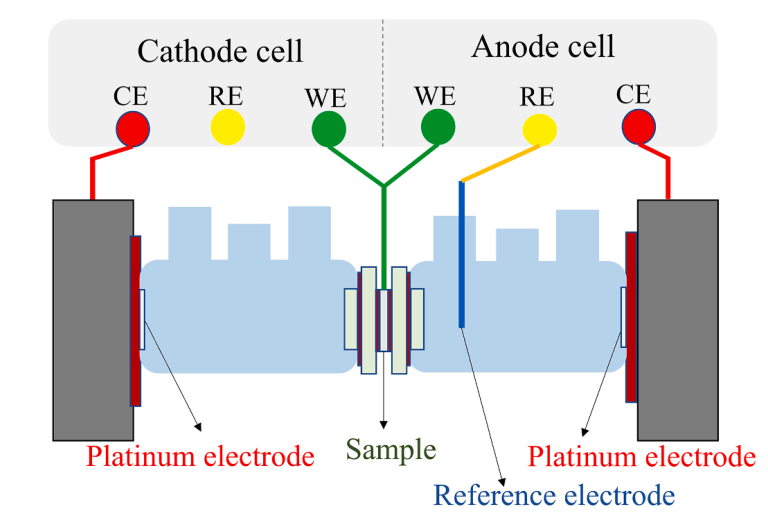 Cathode cell
Anode cell
CE
RE
WE
WE
RE
CE
Platinum electrode
Sample
Platinum electrode
Reference electrode